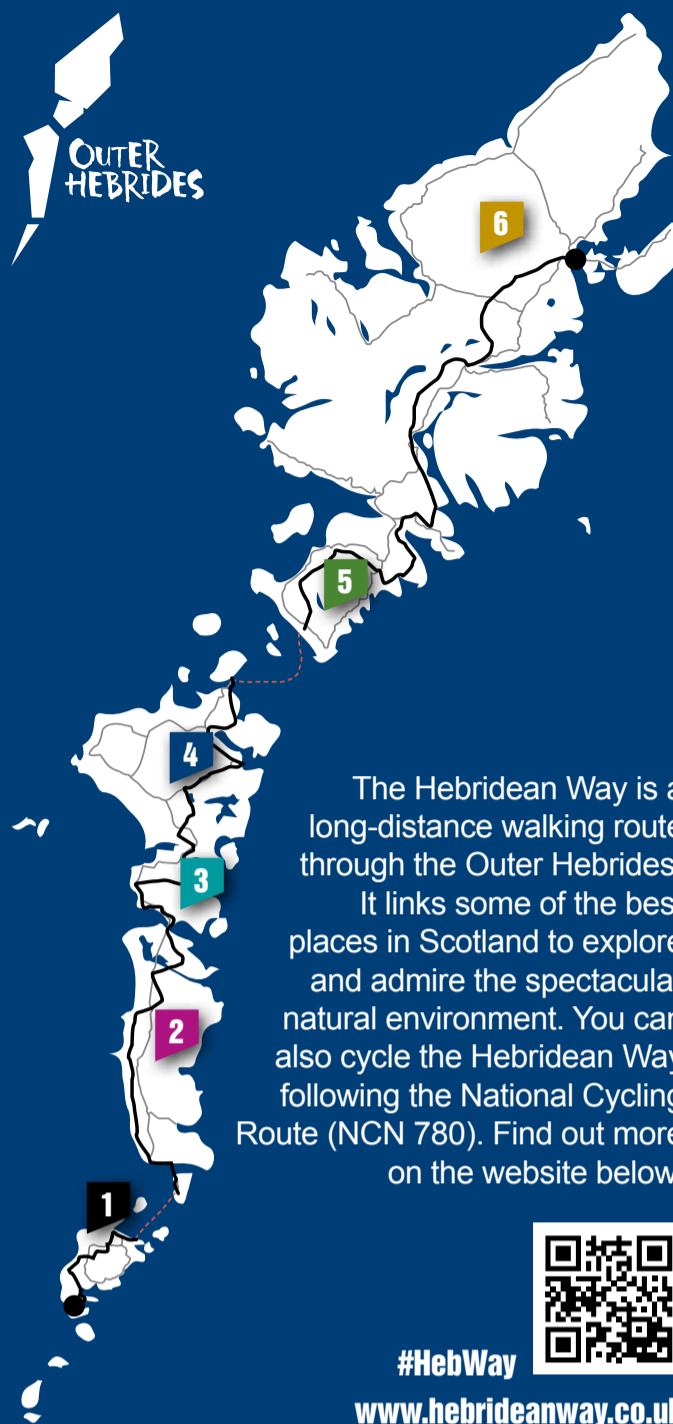 OUTER
HEBRIDES
6
5
4
3
2
1
The Hebridean Way is a
long-distance walking route
through the Outer Hebrides.
It links some of the bes
places in Scotland to explore
and admire the spectacula
natural environment. You can
also cycle the Hebridean Way
following the National Cycling
Route (NCN 780). Find out more
on the website below.
#HebWay
www.hebrideanway.co.uk